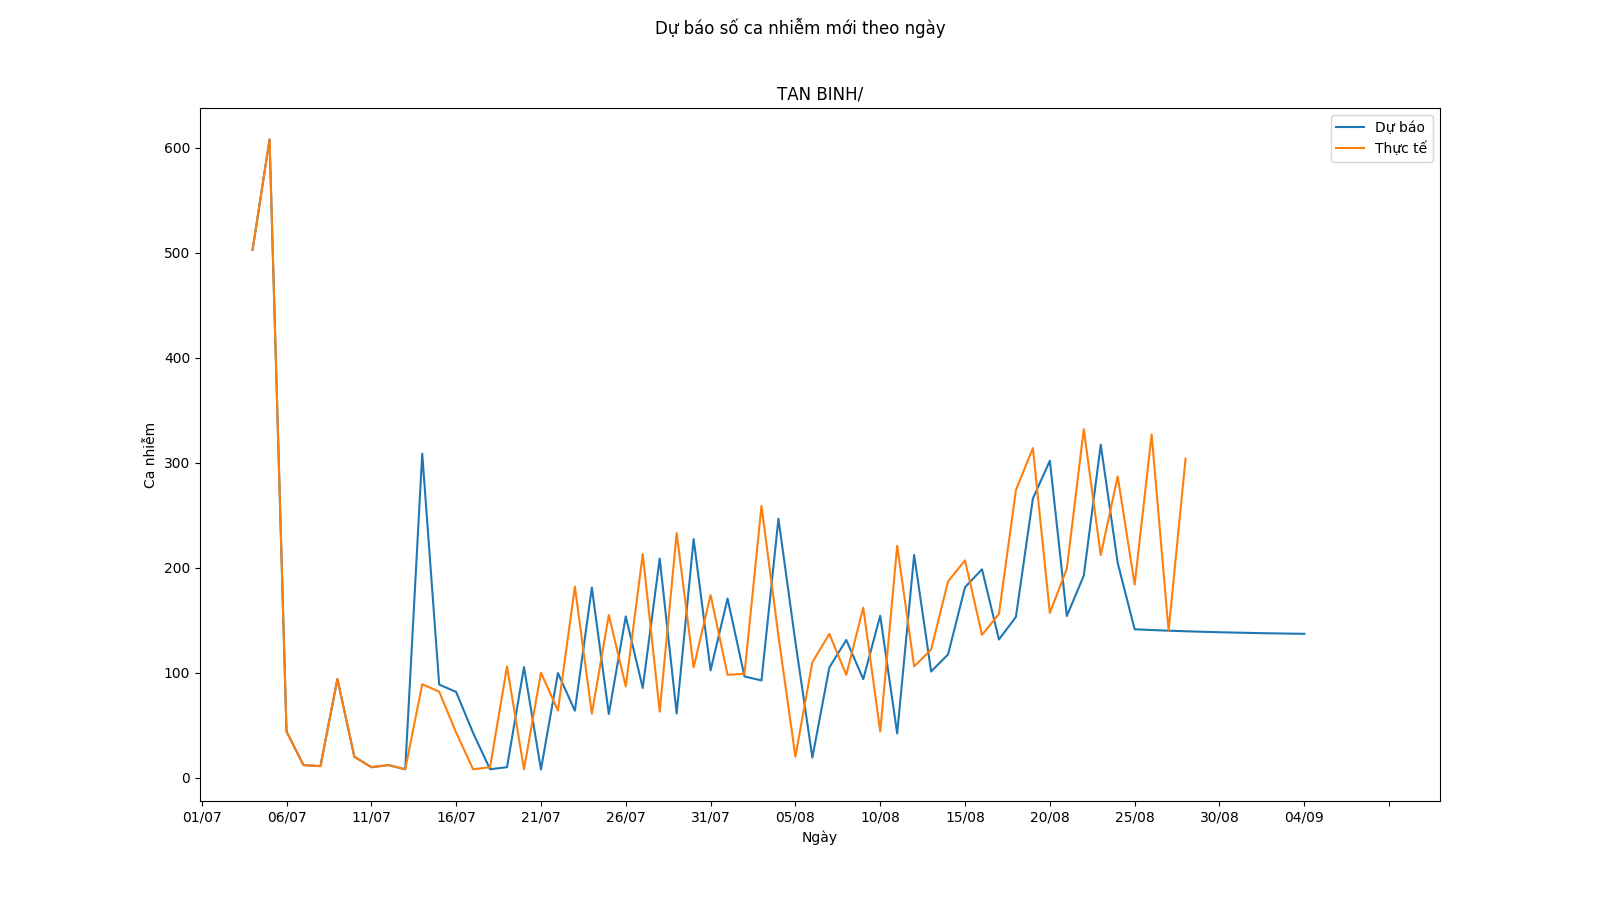 Dự báo số ca nhiễm mới theo ngày
TAN BINH/
Dự báo
Thực tế
Ca nhiễm
600
500
400
300
200
100
0
01/07 06/07 11/07 16/07 21/07 26/07 31/07 05/08 10/08 15/08 20/08 25/08 30/08 04/09
Ngày